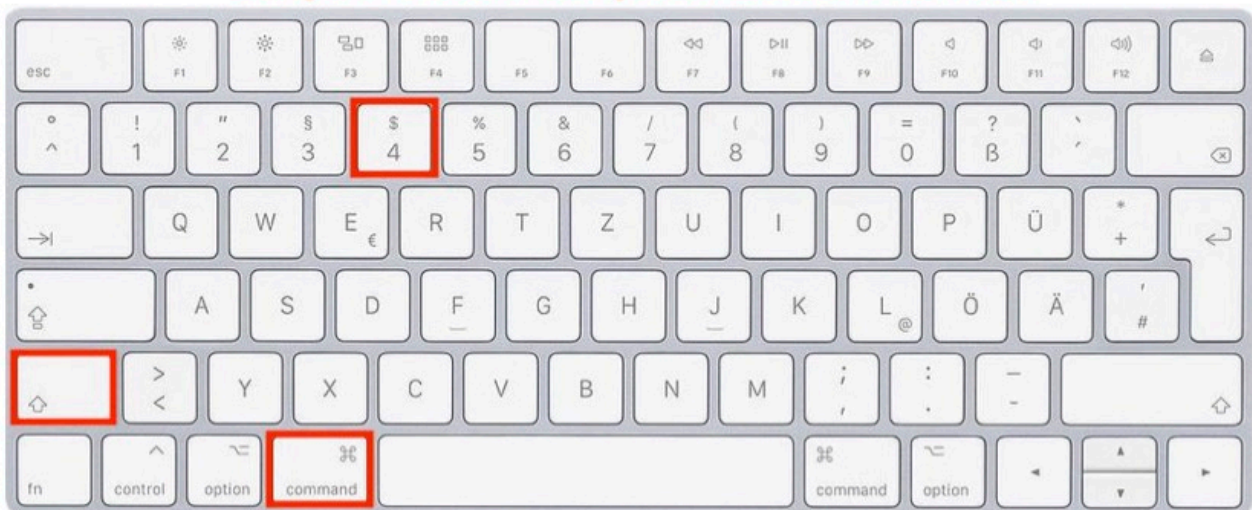 esc F1 F2 F3 F4 F5 F6 F7 F8 F9 F10 F11 F12
° ! " § $ % & / ( ) = ? `
^ 1 2 3 4 5 6 7 8 9 0 ß ´
Q W E € R T Z U I O P Ü * +
A S D F G H J K L @ Ö Ä ' #
> < Y X C V B N M ; , : . _ -
fn control option command command option